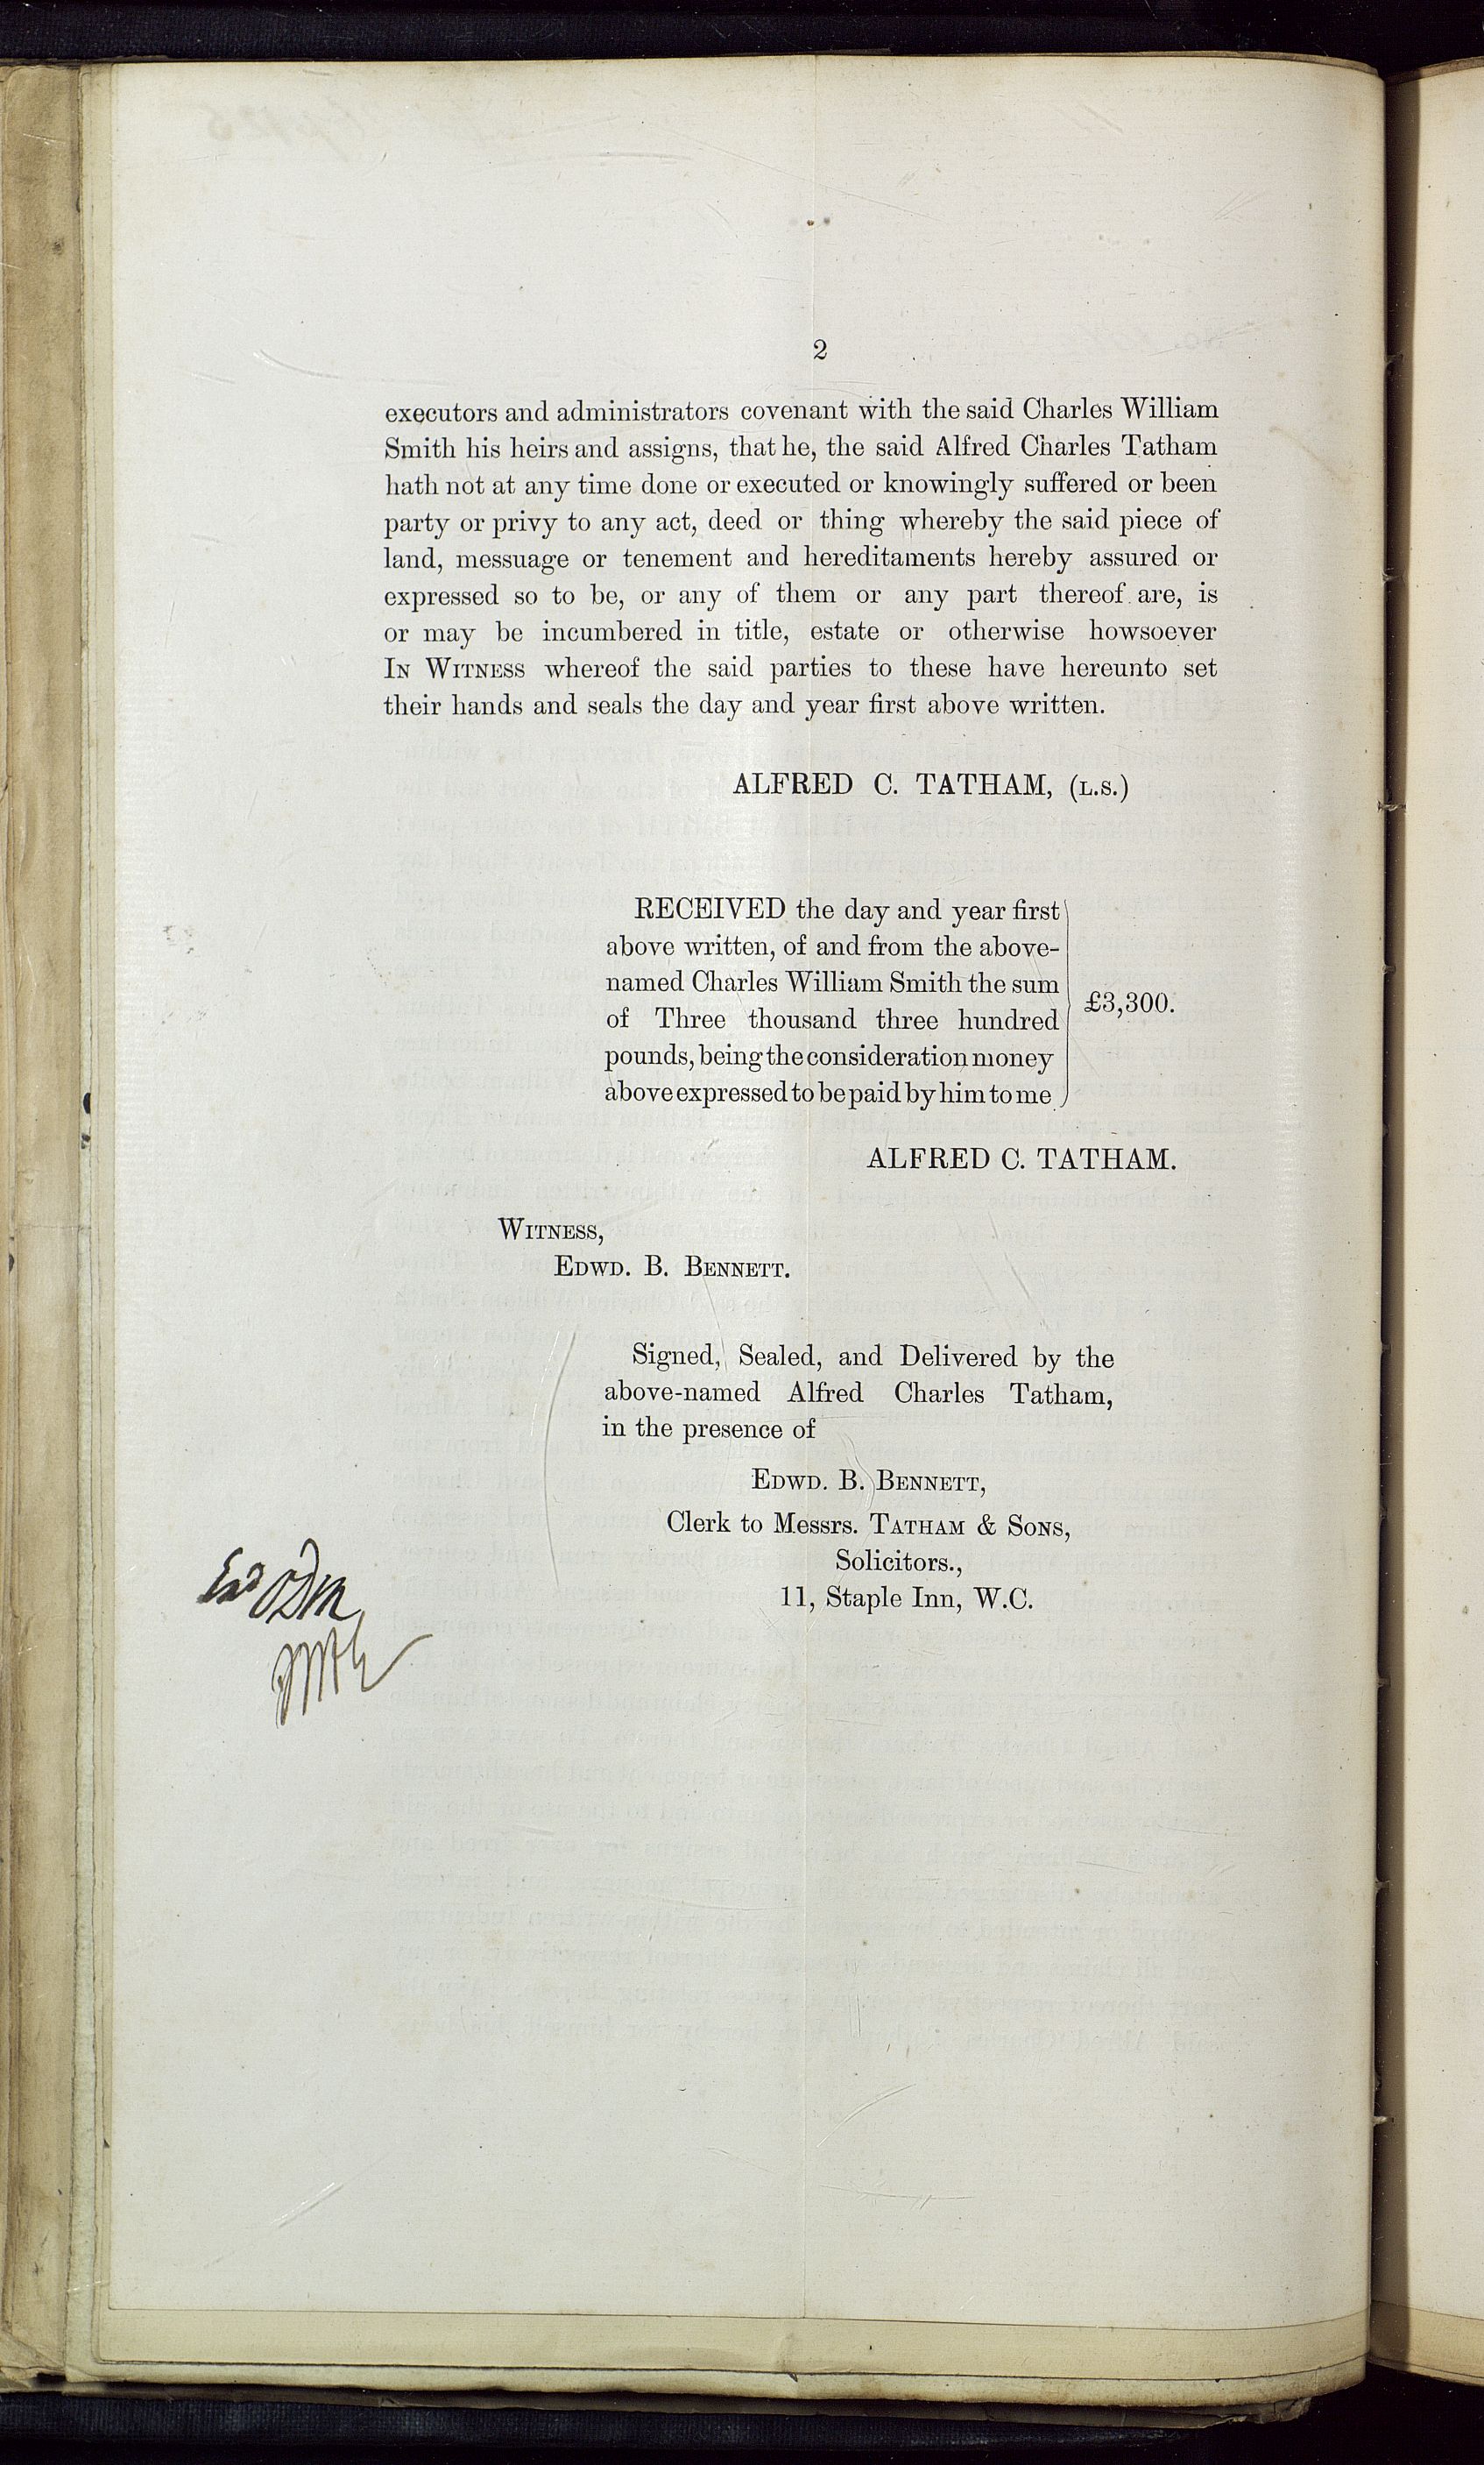 2
executors and administrators covenant with the said Charles William
Smith his heirs and assigns, that he, the said Alfred Charles Tatham
hath not at any time done or executed or knowingly suffered or been
party or privy to any act, deed or thing whereby the said piece of
land, messuage or tenement and hereditaments hereby assured or
expressed so to be, or any of them or any part thereof are, is
or may be incumbered in title, estate or otherwise howsoever
IN WITNESS whereof the said parties to these have hereunto set
their hands and seals the day and year first above written.
ALFRED C. TATHAM, (L.S.)
RECEIVED the day and year first
above written, of and from the above-
named Charles William Smith the sum
of Three thousand three hundred
pounds, being the consideration money
above expressed to be paid by him to me
£3,300.
ALFRED C. TATHAM.
WITNESS,
EDWD. B. BENNETT.
Signed, Sealed, and Delivered by the
above-named Alfred Charles Tatham,
in the presence of
EDWD. B. BENNETT,
Clerk to Messrs. TATHAM & SONS,
Solicitors.,
11, Staple Inn, W.C.